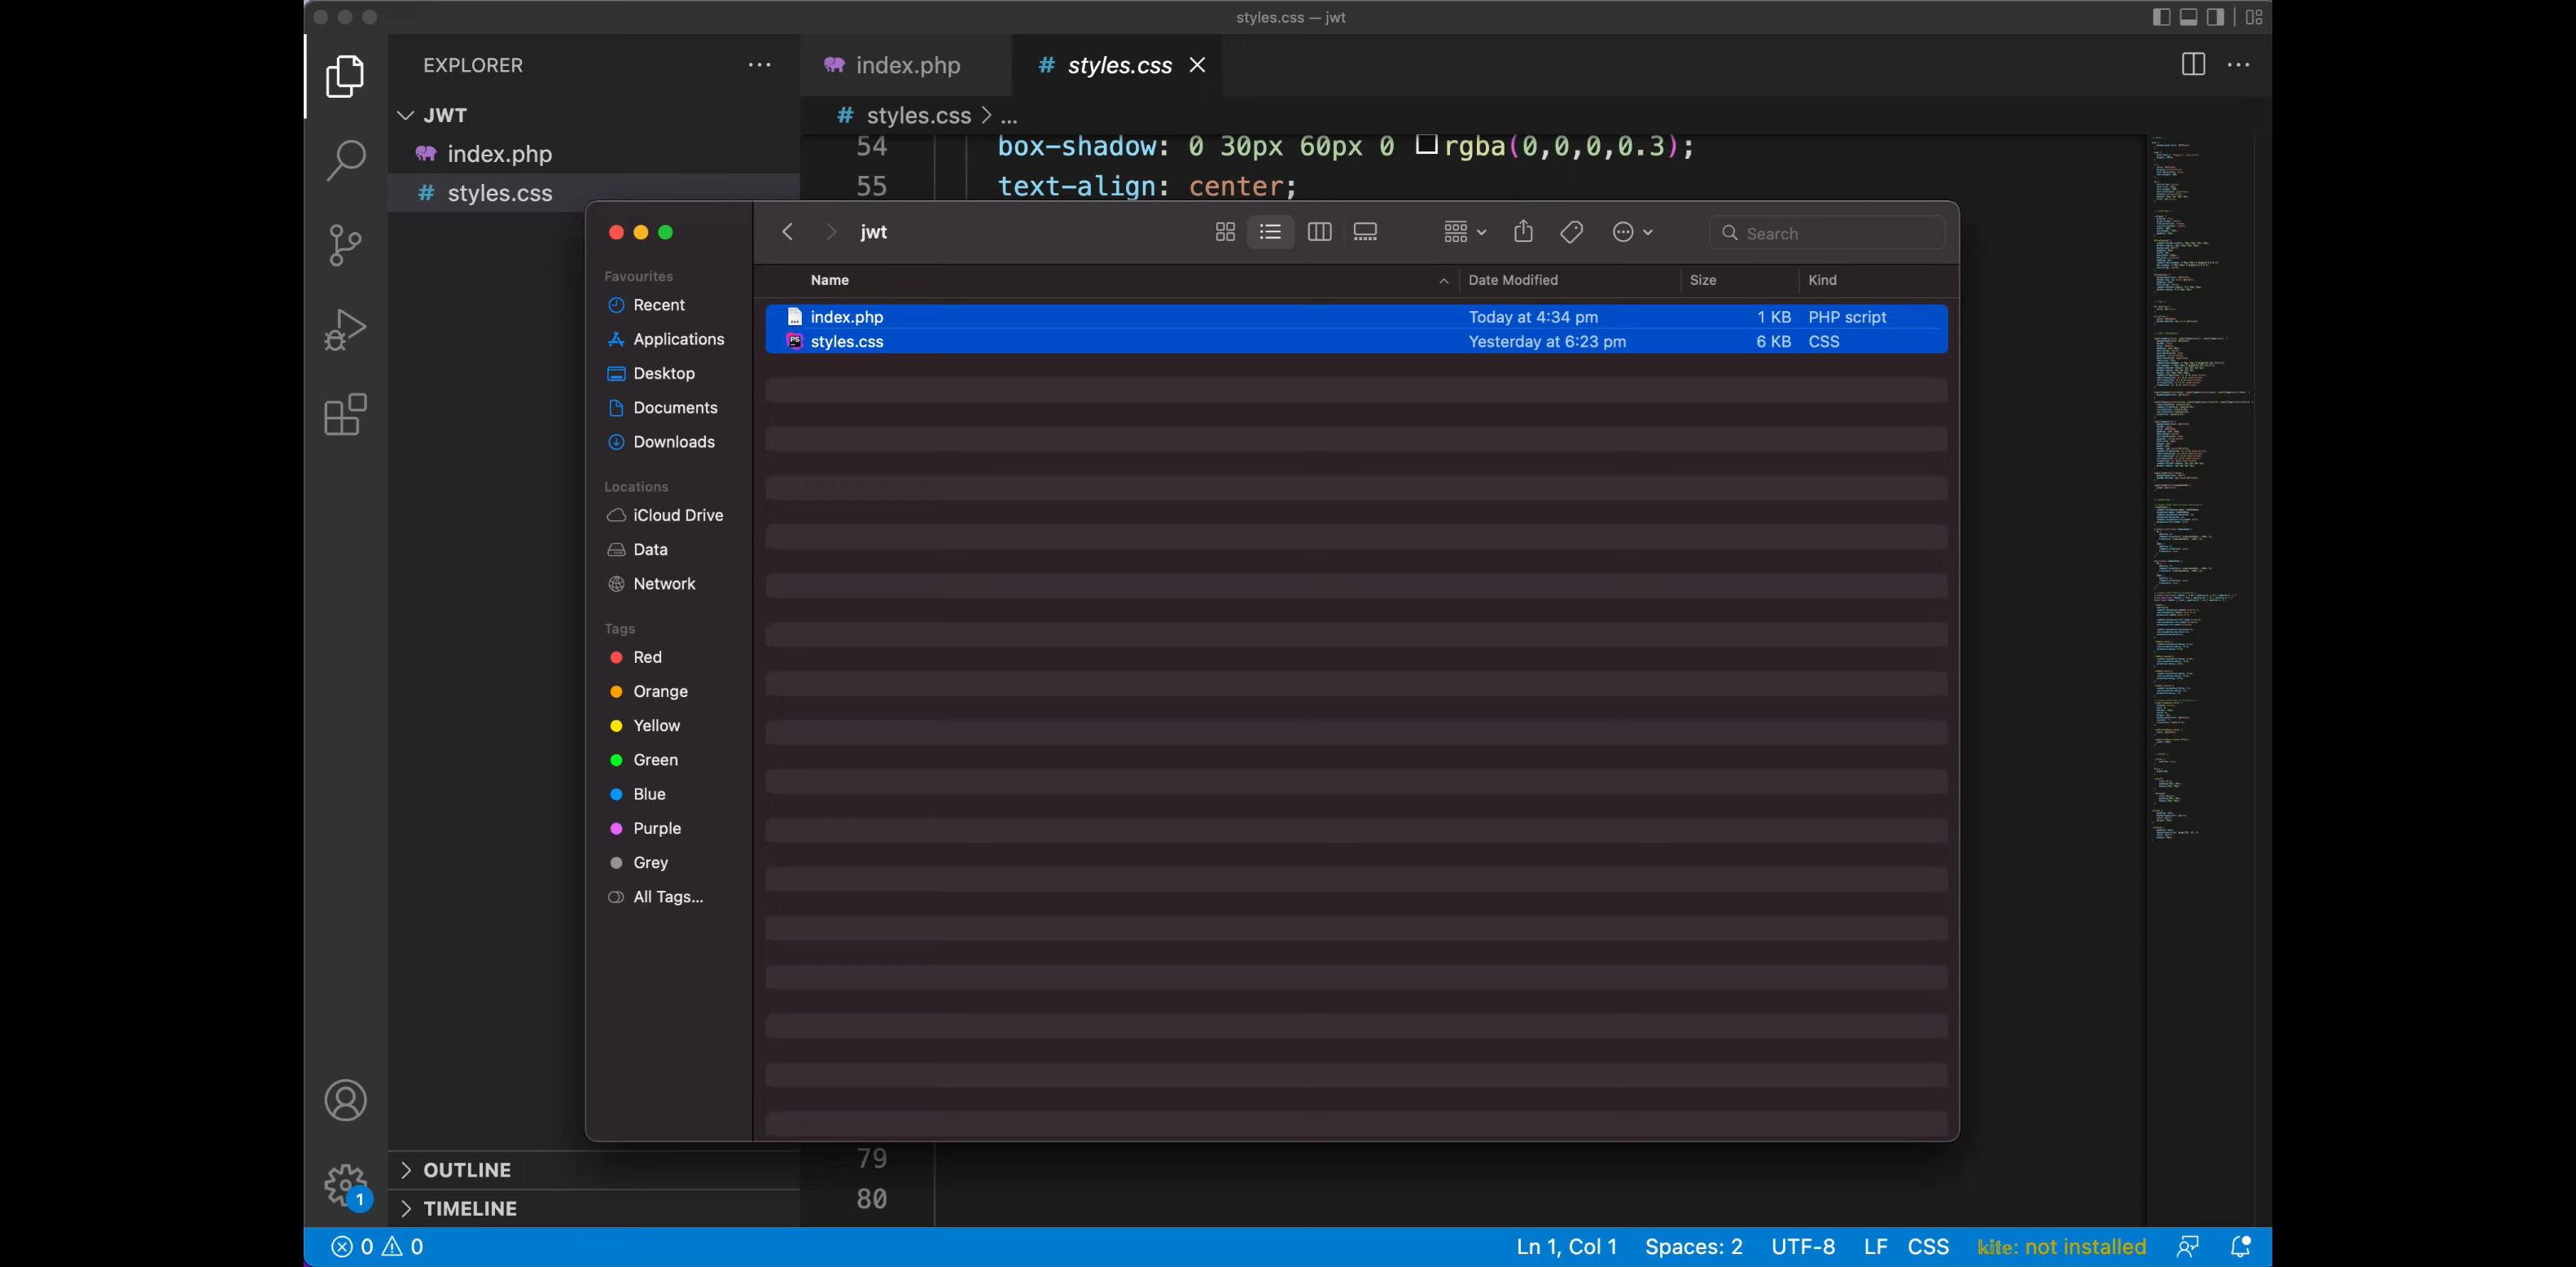 styles.css — jwt
EXPLORER
index.php
# styles.css
JWT
# styles.css > ...
index.php
# styles.css
54 box-shadow: 0 30px 60px 0 rgba(0,0,0,0.3);
55 text-align: center;
jwt
Search
Favourites
Recent
Applications
Desktop
Documents
Downloads
Locations
iCloud Drive
Data
Network
Tags
Red
Orange
Yellow
Green
Blue
Purple
Grey
All Tags...
Name Date Modified Size Kind
index.php Today at 4:34 pm 1 KB PHP script
styles.css Yesterday at 6:23 pm 6 KB CSS
79
80
OUTLINE
TIMELINE
1
0 0
Ln 1, Col 1 Spaces: 2 UTF-8 LF CSS kite: not installed